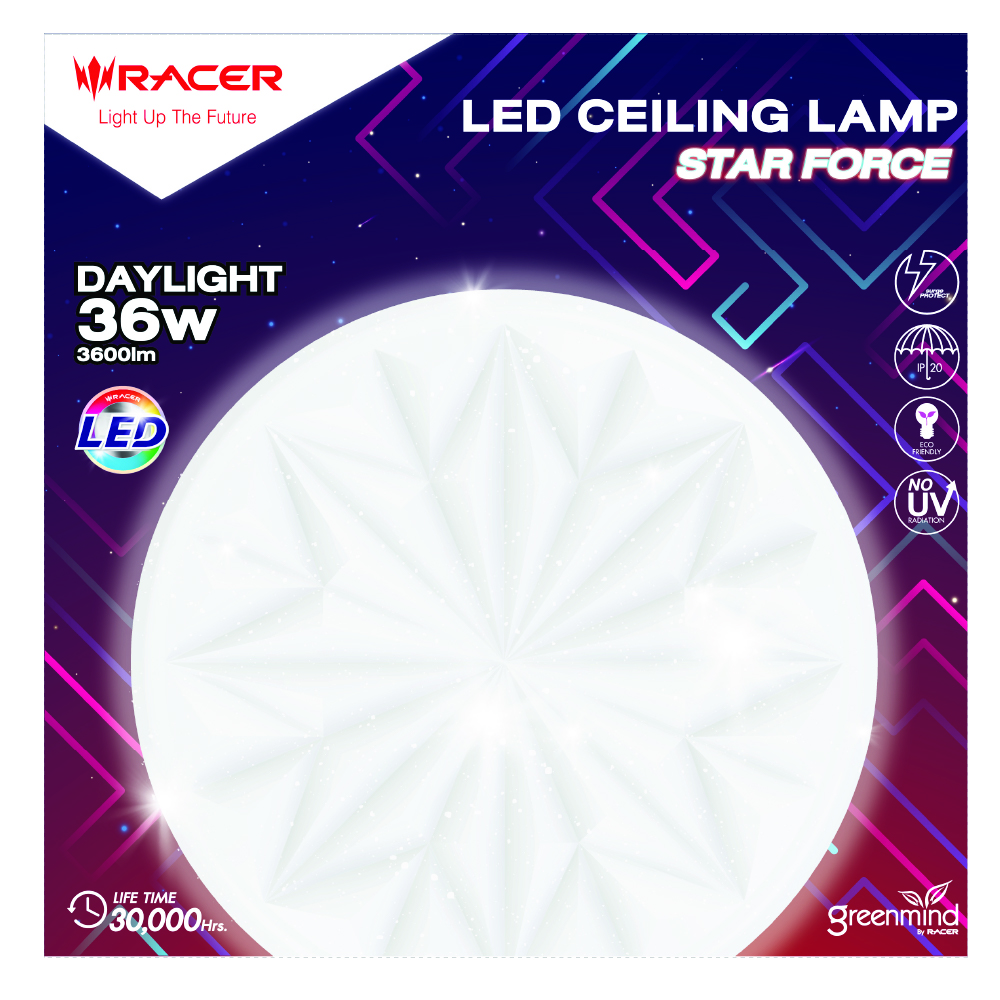 RACER
Light Up The Future
LED CEILING LAMP
STAR FORCE
DAYLIGHT
36w
3600lm
RACER
LED
surge
PROTECT
IP 20
ECO
FRIENDLY
NO
UV
RADIATION
LIFE TIME
30,000Hrs.
greenmind
By RACER